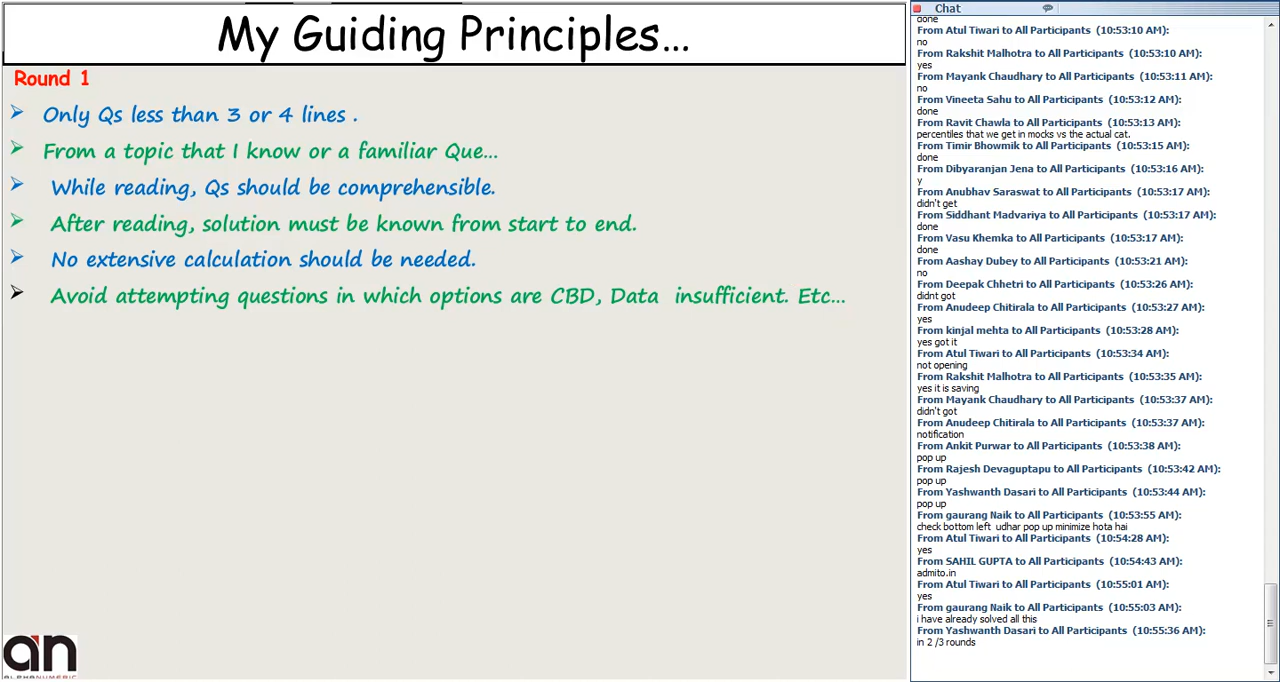 My Guiding Principles...
Round 1
Only Qs less than 3 or 4 lines .
From a topic that I know or a familiar Que...
While reading, Qs should be comprehensible.
After reading, solution must be known from start to end.
No extensive calculation should be needed.
Avoid attempting questions in which options are CBD, Data insufficient. Etc...
an
ALPHANUMERIC
Chat
done
From Atul Tiwari to All Participants (10:53:10 AM):
no
From Rakshit Malhotra to All Participants (10:53:10 AM):
yes
From Mayank Chaudhary to All Participants (10:53:11 AM):
no
From Vineeta Sahu to All Participants (10:53:12 AM):
done
From Ravit Chawla to All Participants (10:53:13 AM):
percentiles that we get in mocks vs the actual cat.
From Timir Bhowmik to All Participants (10:53:15 AM):
done
From Dibyaranjan Jena to All Participants (10:53:16 AM):
y
From Anubhav Saraswat to All Participants (10:53:17 AM):
didn't get
From Siddhant Madvariya to All Participants (10:53:17 AM):
done
From Vasu Khemka to All Participants (10:53:17 AM):
done
From Aashay Dubey to All Participants (10:53:21 AM):
no
From Deepak Chhetri to All Participants (10:53:26 AM):
didnt got
From Anudeep Chitirala to All Participants (10:53:27 AM):
yes
From kinjal mehta to All Participants (10:53:28 AM):
yes got it
From Atul Tiwari to All Participants (10:53:34 AM):
not opening
From Rakshit Malhotra to All Participants (10:53:35 AM):
yes it is saving
From Mayank Chaudhary to All Participants (10:53:37 AM):
didn't got
From Anudeep Chitirala to All Participants (10:53:37 AM):
notification
From Ankit Purwar to All Participants (10:53:38 AM):
pop up
From Rajesh Devaguptapu to All Participants (10:53:42 AM):
pop up
From Yashwanth Dasari to All Participants (10:53:44 AM):
pop up
From gaurang Naik to All Participants (10:53:55 AM):
check bottom left udhar pop up minimize hota hai
From Atul Tiwari to All Participants (10:54:28 AM):
yes
From SAHIL GUPTA to All Participants (10:54:43 AM):
admito.in
From Atul Tiwari to All Participants (10:55:01 AM):
yes
From gaurang Naik to All Participants (10:55:03 AM):
i have already solved all this
From Yashwanth Dasari to All Participants (10:55:36 AM):
in 2 /3 rounds